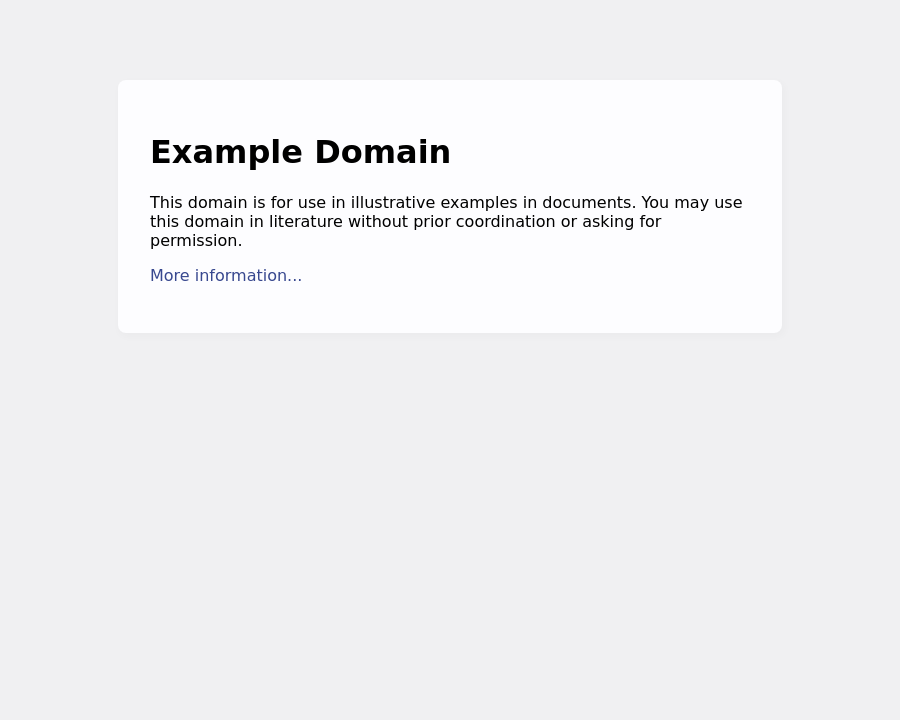 Example Domain
This domain is for use in illustrative examples in documents. You may use
this domain in literature without prior coordination or asking for
permission.
More information...